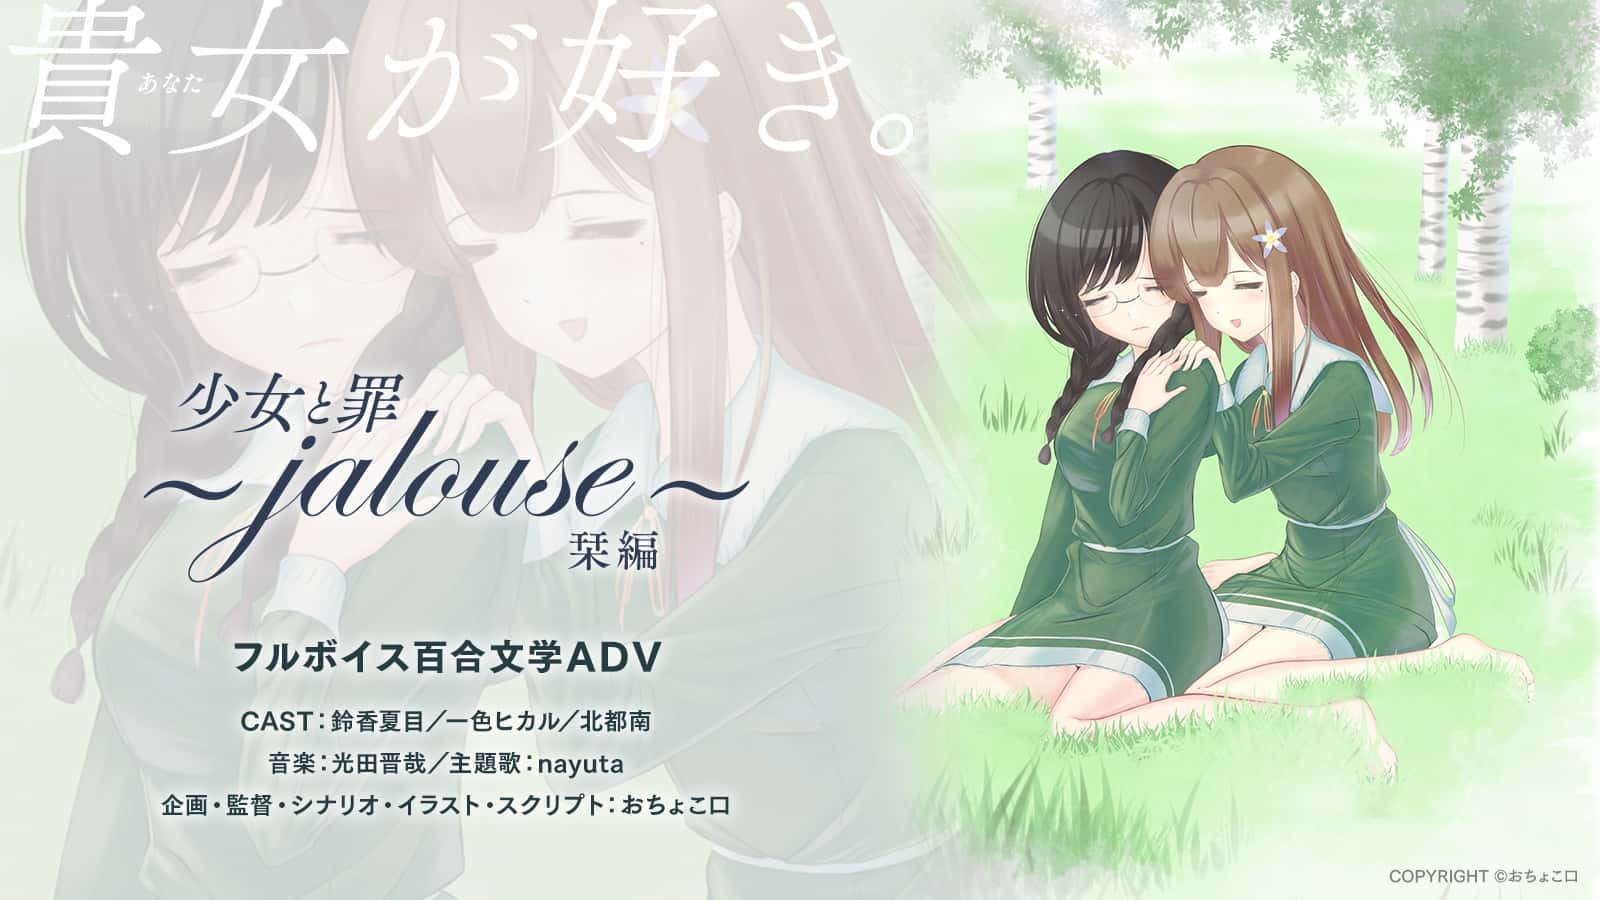 貴女が好き。
あなた
少女と罪
～jalouse～
栞編
フルボイス百合文学ADV
CAST：鈴香夏目／一色ヒカル／北都南
音楽：光田晋哉／主題歌：nayuta
企画・監督・シナリオ・イラスト・スクリプト：おちょこ口
COPYRIGHT ©おちょこ口